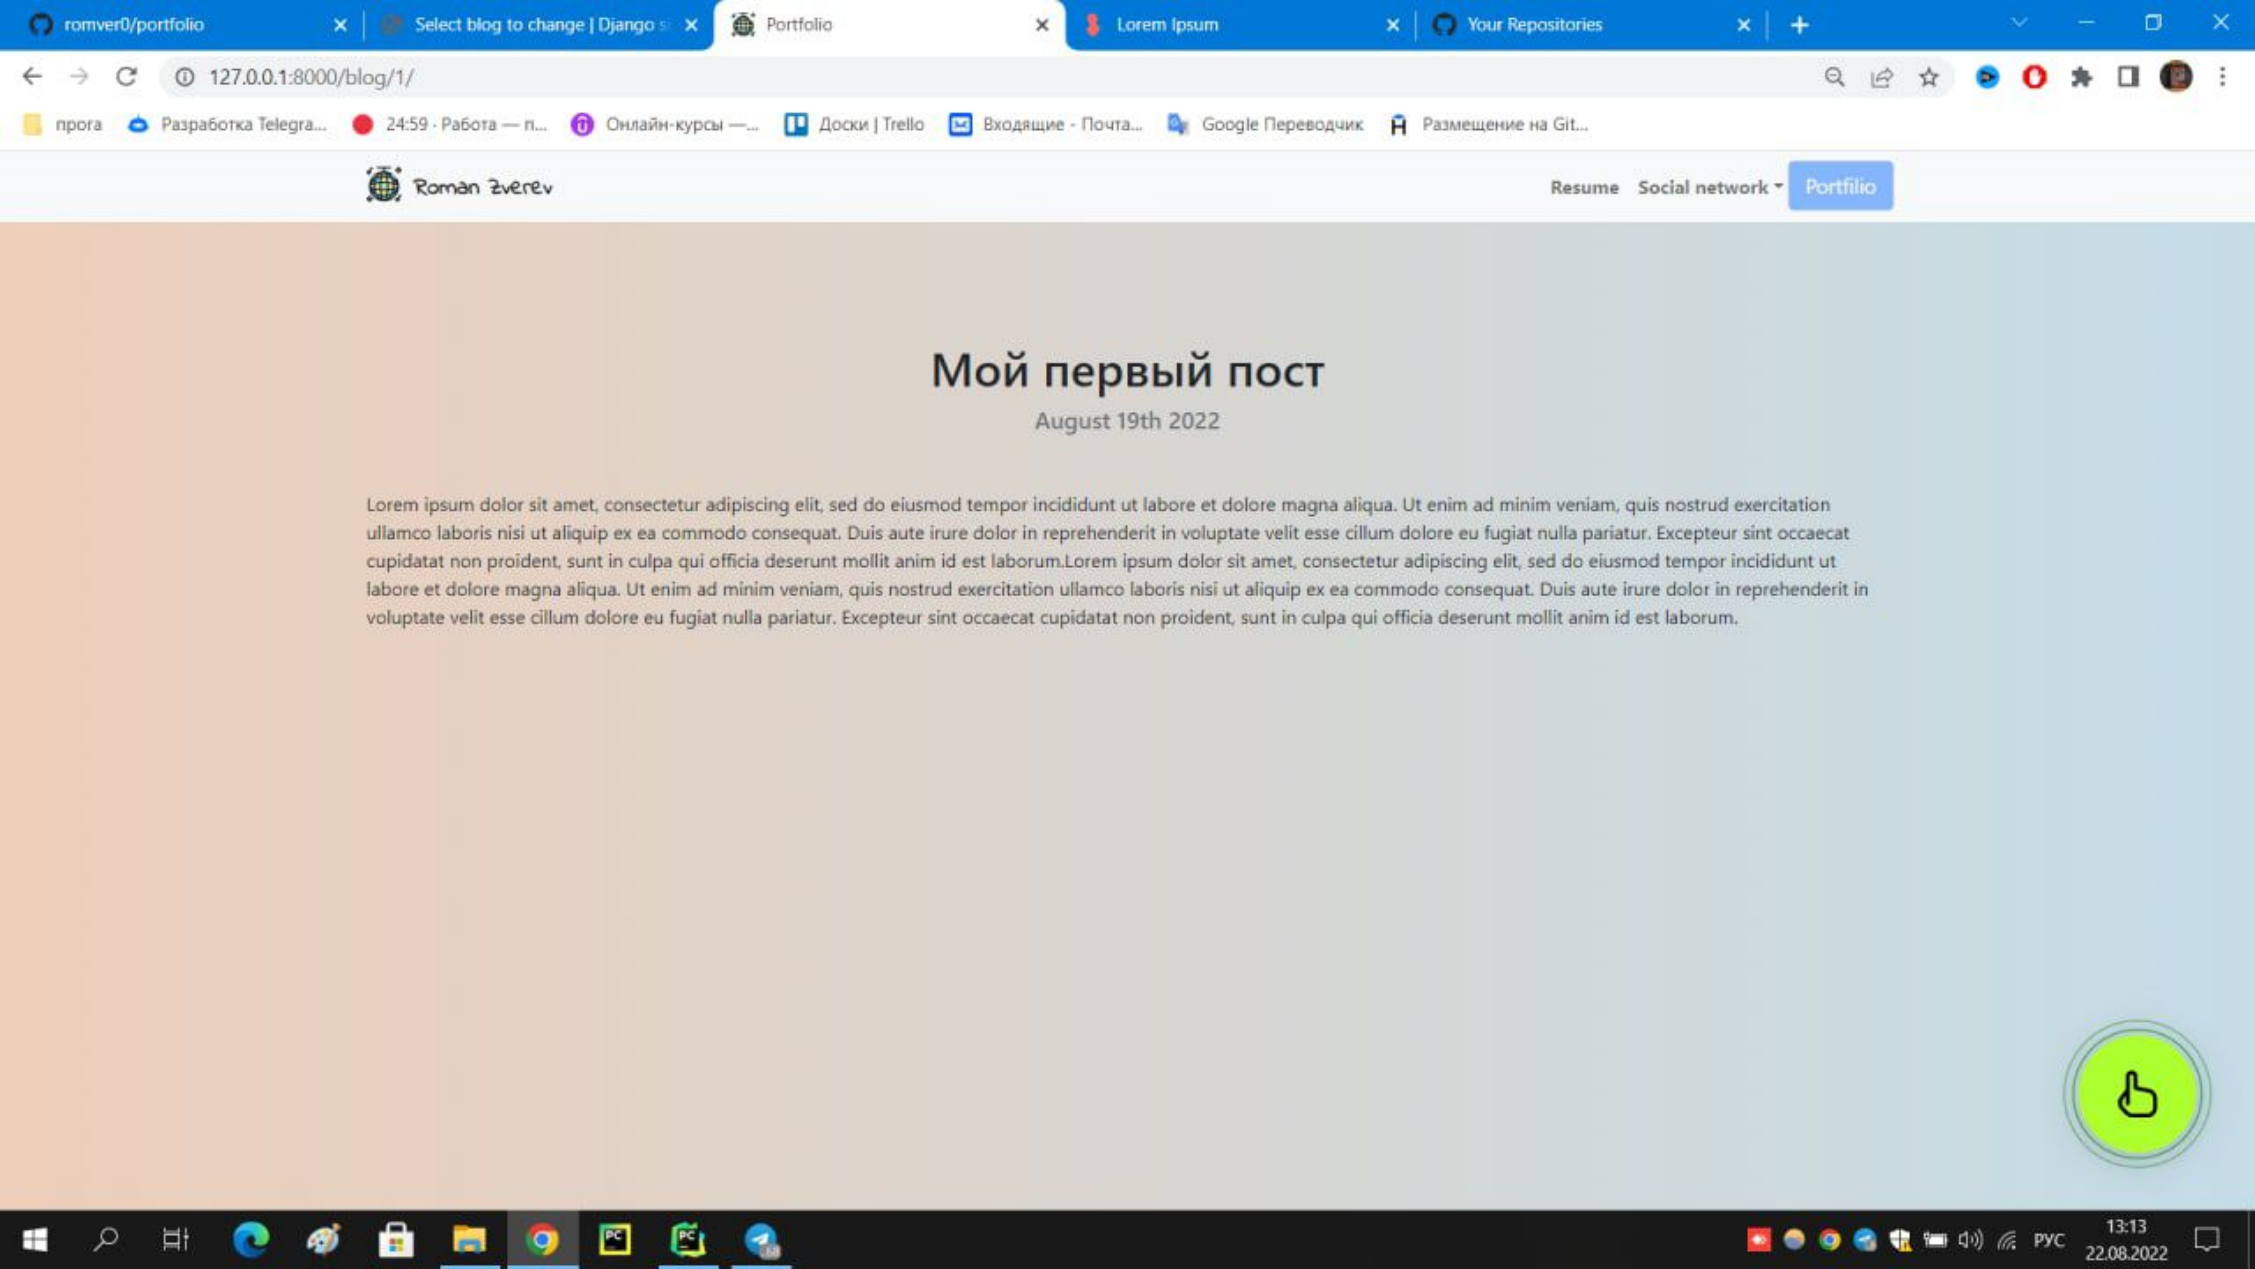 romver0/portfolio
Select blog to change | Django s
Portfolio
Lorem Ipsum
Your Repositories
127.0.0.1:8000/blog/1/
прога
Разработка Telegra...
24:59 · Работа — п...
Онлайн-курсы —...
Доски | Trello
Входящие - Почта...
Google Переводчик
Размещение на Git...
Roman Zverev
Resume
Social network
Portfilio
Мой первый пост
August 19th 2022
Lorem ipsum dolor sit amet, consectetur adipiscing elit, sed do eiusmod tempor incididunt ut labore et dolore magna aliqua. Ut enim ad minim veniam, quis nostrud exercitation
ullamco laboris nisi ut aliquip ex ea commodo consequat. Duis aute irure dolor in reprehenderit in voluptate velit esse cillum dolore eu fugiat nulla pariatur. Excepteur sint occaecat
cupidatat non proident, sunt in culpa qui officia deserunt mollit anim id est laborum.Lorem ipsum dolor sit amet, consectetur adipiscing elit, sed do eiusmod tempor incididunt ut
labore et dolore magna aliqua. Ut enim ad minim veniam, quis nostrud exercitation ullamco laboris nisi ut aliquip ex ea commodo consequat. Duis aute irure dolor in reprehenderit in
voluptate velit esse cillum dolore eu fugiat nulla pariatur. Excepteur sint occaecat cupidatat non proident, sunt in culpa qui officia deserunt mollit anim id est laborum.
PC
PC
РУС
13:13
22.08.2022